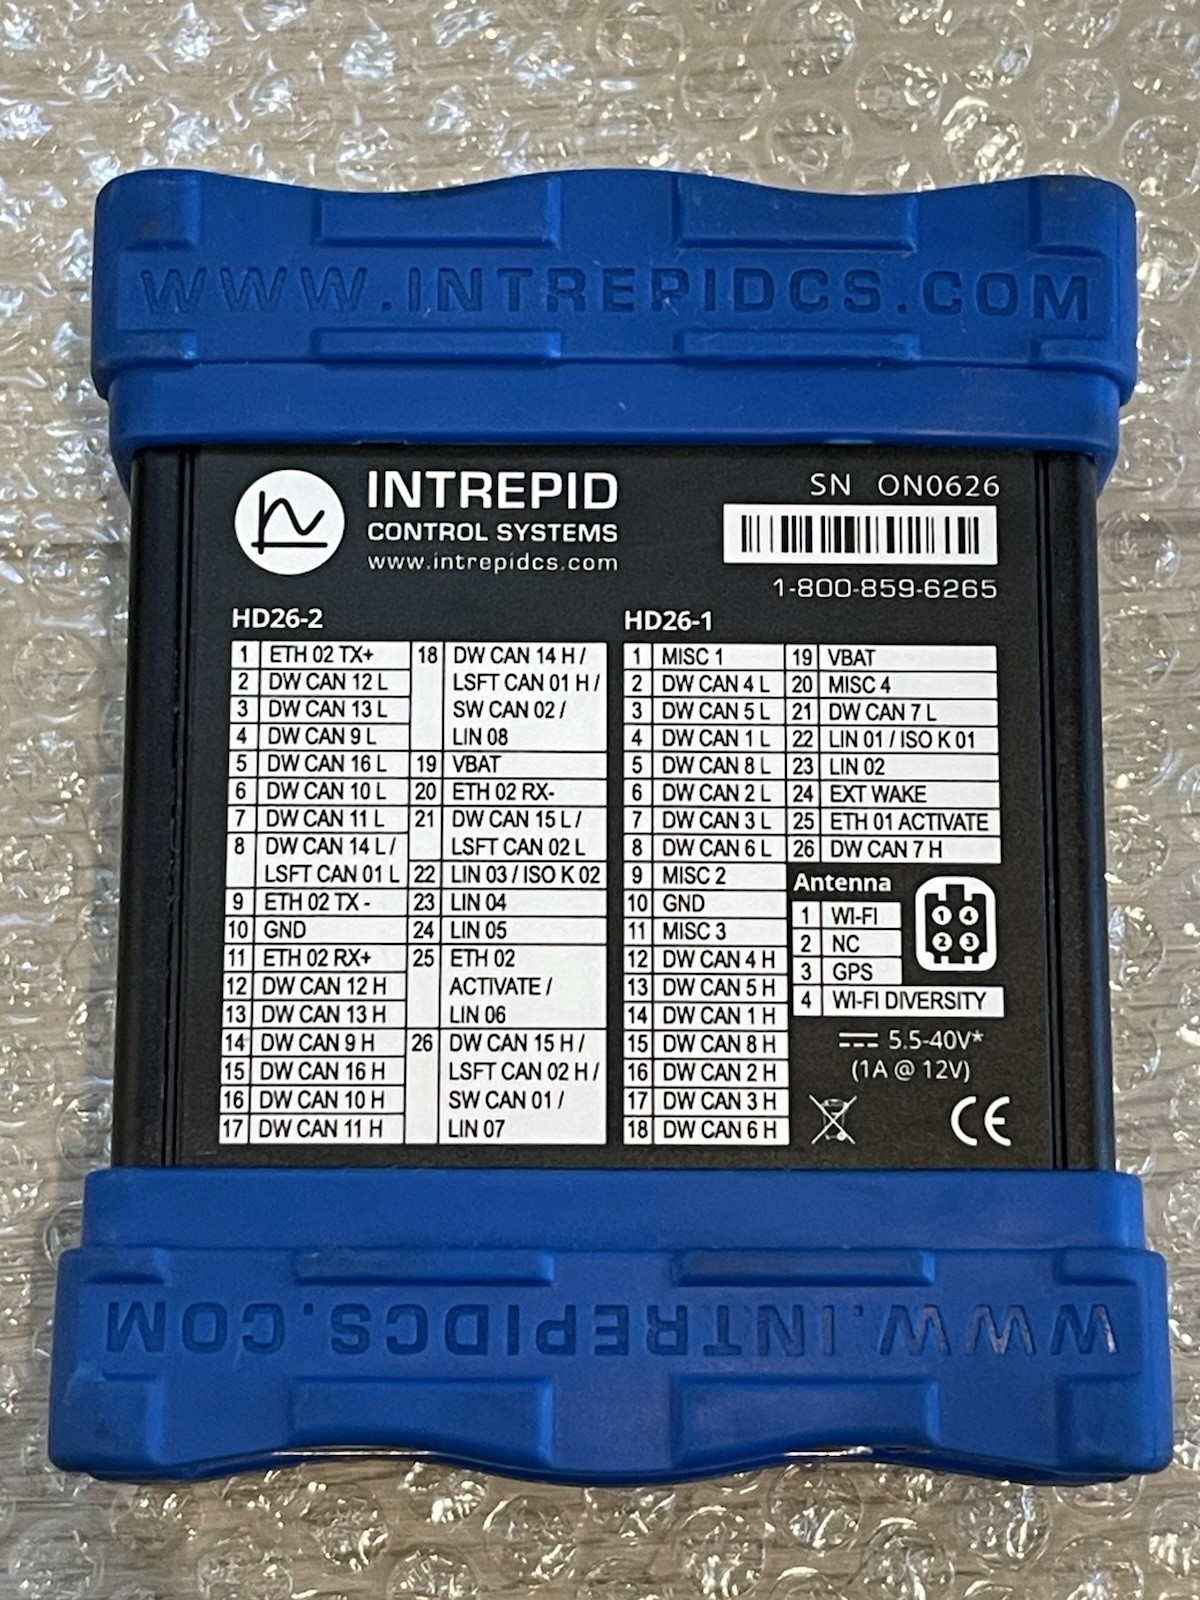 WWW.INTREPIDCS.COM
INTREPID
CONTROL SYSTEMS
www.intrepidcs.com
SN ON0626
1-800-859-6265
HD26-2
1 ETH 02 TX+
2 DW CAN 12 L
3 DW CAN 13 L
4 DW CAN 9 L
5 DW CAN 16 L
6 DW CAN 10 L
7 DW CAN 11 L
8 DW CAN 14 L /
LSFT CAN 01 L
9 ETH 02 TX -
10 GND
11 ETH 02 RX+
12 DW CAN 12 H
13 DW CAN 13 H
14 DW CAN 9 H
15 DW CAN 16 H
16 DW CAN 10 H
17 DW CAN 11 H
18 DW CAN 14 H /
LSFT CAN 01 H /
SW CAN 02 /
LIN 08
19 VBAT
20 ETH 02 RX-
21 DW CAN 15 L /
LSFT CAN 02 L
22 LIN 03 / ISO K 02
23 LIN 04
24 LIN 05
25 ETH 02
ACTIVATE /
LIN 06
26 DW CAN 15 H /
LSFT CAN 02 H /
SW CAN 01 /
LIN 07
HD26-1
1 MISC 1
2 DW CAN 4 L
3 DW CAN 5 L
4 DW CAN 1 L
5 DW CAN 8 L
6 DW CAN 2 L
7 DW CAN 3 L
8 DW CAN 6 L
9 MISC 2
10 GND
11 MISC 3
12 DW CAN 4 H
13 DW CAN 5 H
14 DW CAN 1 H
15 DW CAN 8 H
16 DW CAN 2 H
17 DW CAN 3 H
18 DW CAN 6 H
19 VBAT
20 MISC 4
21 DW CAN 7 L
22 LIN 01 / ISO K 01
23 LIN 02
24 EXT WAKE
25 ETH 01 ACTIVATE
26 DW CAN 7 H
Antenna
1 WI-FI
2 NC
3 GPS
4 WI-FI DIVERSITY
1 4
2 3
5.5-40V*
(1A @ 12V)
CE
WWW.INTREPIDCS.COM